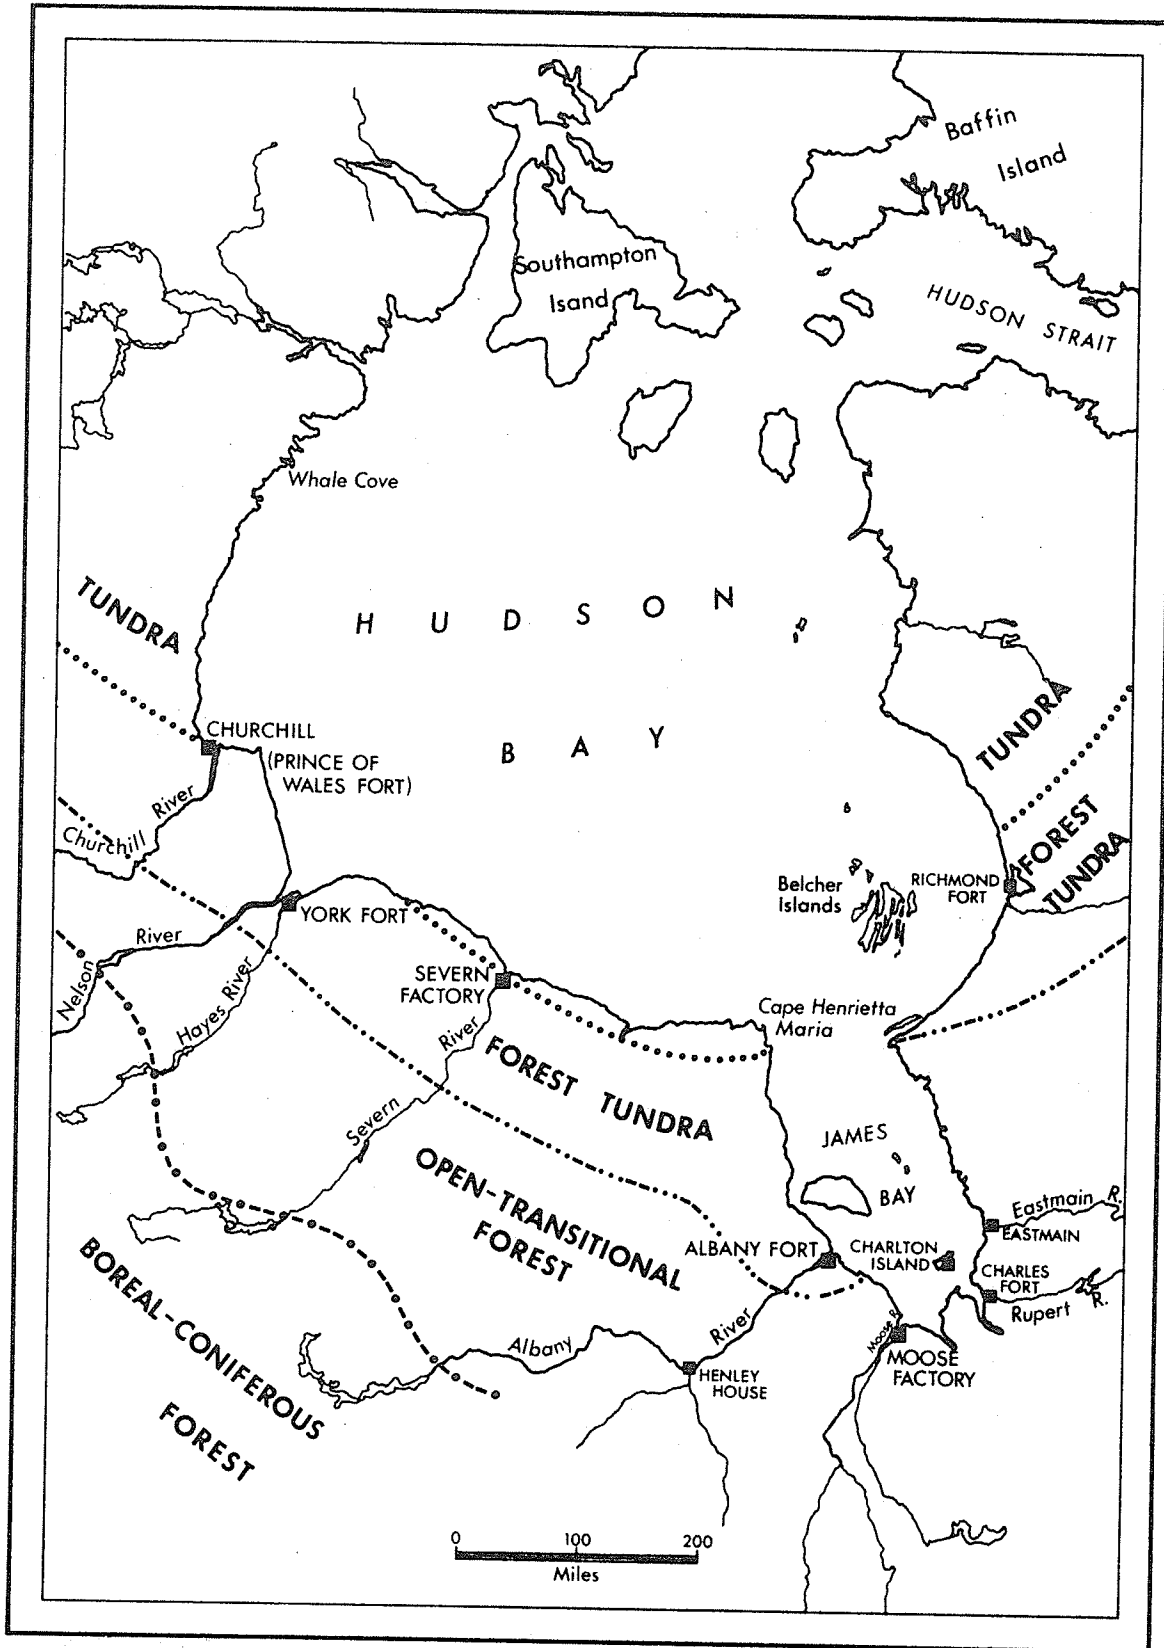 Baffin
Island
Southampton
Isand
HUDSON STRAIT
Whale Cove
TUNDRA
HUDSON
BAY
TUNDRA
CHURCHILL
(PRINCE OF
WALES FORT)
River
Churchill
FOREST
TUNDRA
Belcher
Islands
RICHMOND
FORT
YORK FORT
River
Nelson
Hayes River
SEVERN
FACTORY
River
Severn
Cape Henrietta
Maria
FOREST TUNDRA
JAMES
BAY
OPEN-TRANSITIONAL
FOREST
Eastmain R.
EASTMAIN
ALBANY FORT
CHARLTON
ISLAND
CHARLES
FORT
Rupert R.
BOREAL-CONIFEROUS
FOREST
Albany
River
Moose R.
MOOSE
FACTORY
HENLEY
HOUSE
0 100 200
Miles